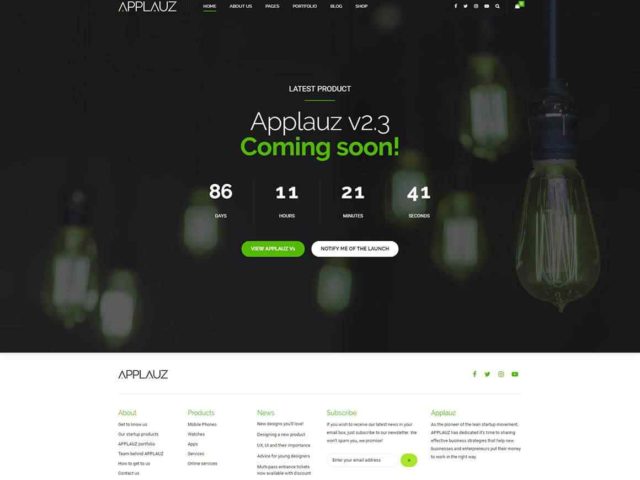 APPLAUZ
HOME ABOUT US PAGES PORTFOLIO BLOG SHOP
LATEST PRODUCT
Applauz v2.3
Coming soon!
86 11 21 41
DAYS HOURS MINUTES SECONDS
VIEW APPLAUZ V1 NOTIFY ME OF THE LAUNCH
APPLAUZ
About
Get to know us
Our startup products
APPLAUZ portfolio
Team behind APPLAUZ
How to get to us
Contact us
Products
Mobile Phones
Watches
Apps
Services
Online services
News
New designs you'll love!
Designing a new product
UX, UI and their importance
Advice for young designers
Multi-pass entrance tickets
now available with discount
Subscribe
If you wish to receive our latest news in your
email box, just subscribe to our newsletter. We
won't spam you, we promise!
Enter your email address
Applauz
As the pioneer of the lean startup movement,
APPLAUZ has dedicated it's time to sharing
effective business strategies that help new
businesses and enterpreneurs put their money
to work in the right way.